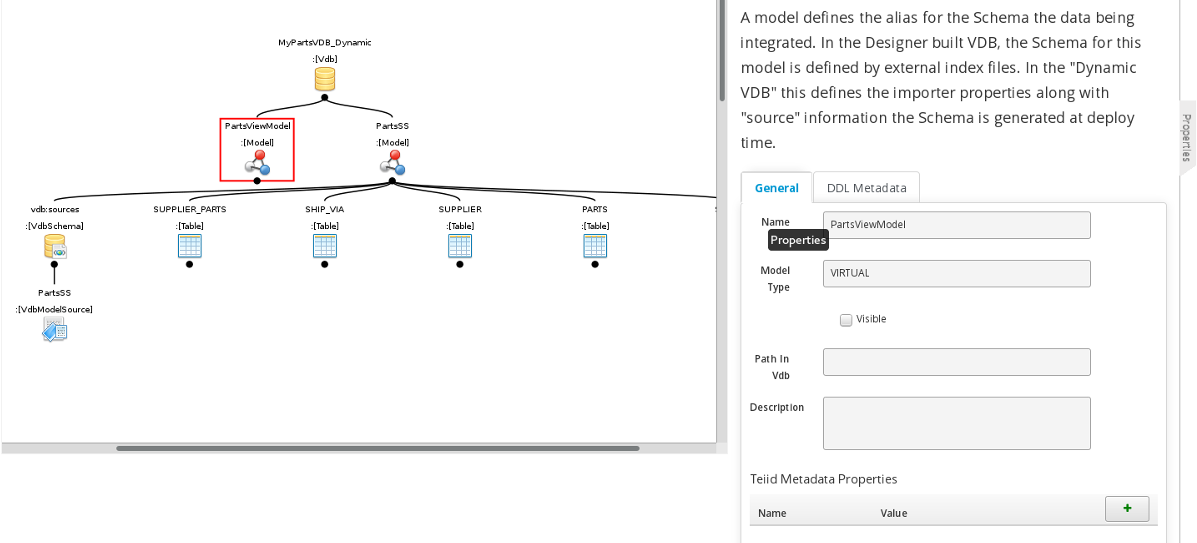 MyPartsVDB_Dynamic
:[Vdb]
PartsViewModel
:[Model]
PartsSS
:[Model]
vdb:sources
:[VdbSchema]
SUPPLIER_PARTS
:[Table]
SHIP_VIA
:[Table]
SUPPLIER
:[Table]
PARTS
:[Table]
PartsSS
:[VdbModelSource]
A model defines the alias for the Schema the data being
integrated. In the Designer built VDB, the Schema for this
model is defined by external index files. In the "Dynamic
VDB" this defines the importer properties along with
"source" information the Schema is generated at deploy
time.
Properties
General DDL Metadata
Name PartsViewModel
Properties
Model
Type
VIRTUAL
Visible
Path In
Vdb
Description
Teiid Metadata Properties
Name Value